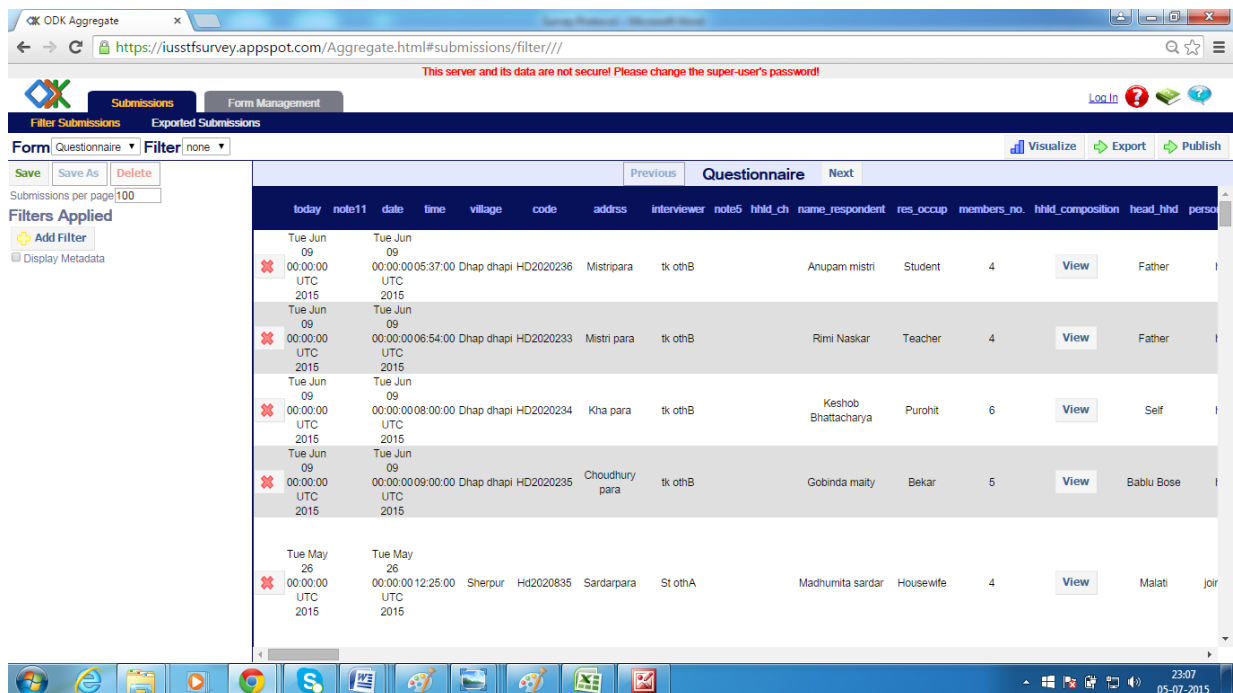 ODK Aggregate
https://iusstfsurvey.appspot.com/Aggregate.html#submissions/filter///
This server and its data are not secure! Please change the super-user's password!
Submissions Form Management Log In
Filter Submissions Exported Submissions
Form Questionnaire Filter none Visualize Export Publish
Save Save As Delete Previous Questionnaire Next
Submissions per page 100
Filters Applied
Add Filter
Display Metadata
today note11 date time village code addrss interviewer note5 hhld_ch name_respondent res_occup members_no. hhld_composition head_hhd
Tue Jun Tue Jun
09 09
00:00:00 00:00:00 05:37:00 Dhap dhapi HD2020236 Mistripara tk othB Anupam mistri Student 4 View Father
UTC UTC
2015 2015
Tue Jun Tue Jun
09 09
00:00:00 00:00:00 06:54:00 Dhap dhapi HD2020233 Mistri para tk othB Rimi Naskar Teacher 4 View Father
UTC UTC
2015 2015
Tue Jun Tue Jun
09 09
00:00:00 00:00:00 08:00:00 Dhap dhapi HD2020234 Kha para tk othB Keshob Bhattacharya Purohit 6 View Self
UTC UTC
2015 2015
Tue Jun Tue Jun
09 09
00:00:00 00:00:00 09:00:00 Dhap dhapi HD2020235 Choudhury para tk othB Gobinda maity Bekar 5 View Bablu Bose
UTC UTC
2015 2015
Tue May Tue May
26 26
00:00:00 00:00:00 12:25:00 Sherpur Hd2020835 Sardarpara St othA Madhumita sardar Housewife 4 View Malati
UTC UTC
2015 2015
23:07
05-07-2015